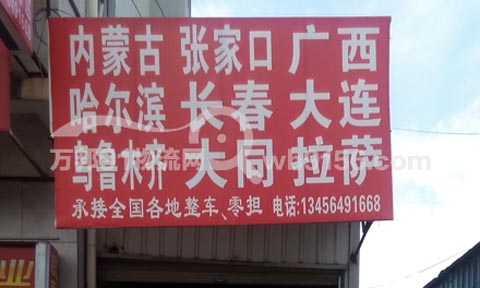 内蒙古 张家口 广西
哈尔滨 长春 大连
乌鲁木齐 大同 拉萨
承接全国各地整车、零担 电话:13456491668
业